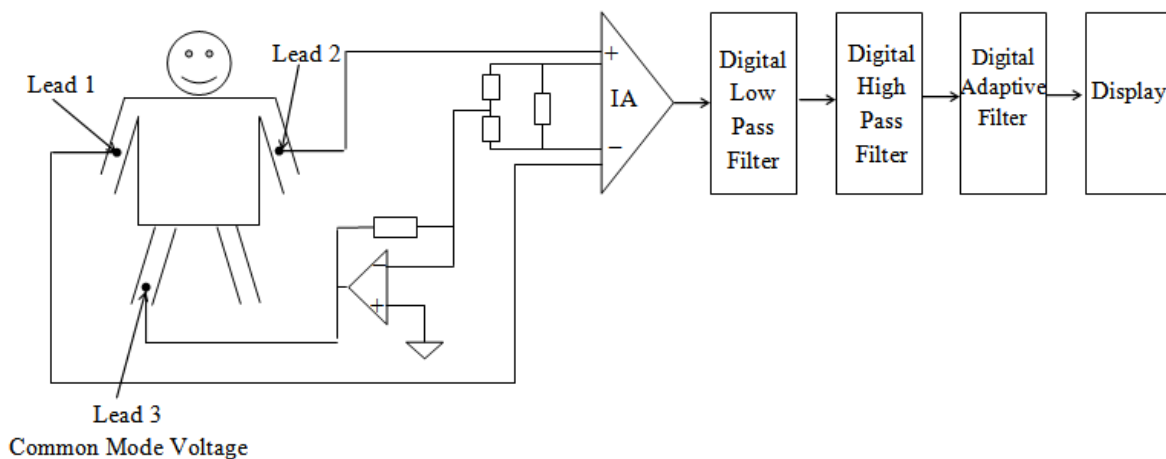 Lead 1
Lead 2
Lead 3
Common Mode Voltage
+
IA
−
−
+
Digital
Low
Pass
Filter
Digital
High
Pass
Filter
Digital
Adaptive
Filter
Display